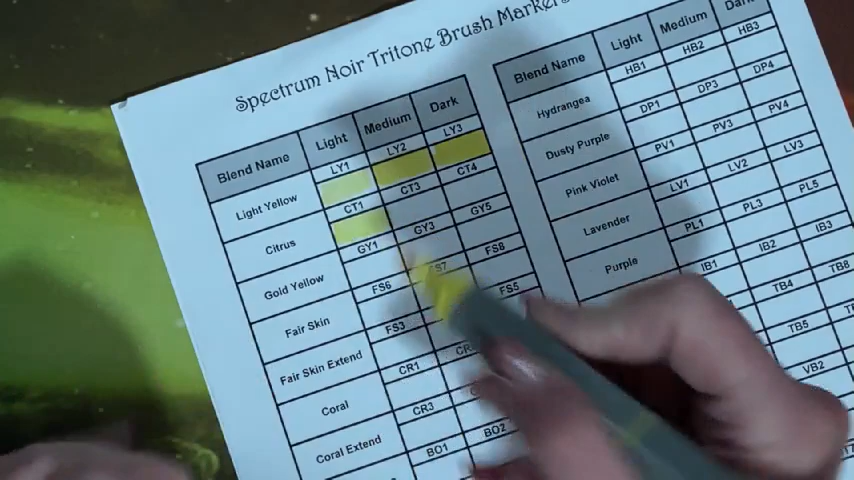 Spectrum Noir Tritone Brush Markers
Blend Name Light Medium Dark
Light Yellow LY1 LY2 LY3
Citrus CT1 CT3 CT4
Gold Yellow GY1 GY3 GY5
Fair Skin FS6 FS7 FS8
Fair Skin Extend FS3 FS5
Coral CR1
Coral Extend CR3
BO1 BO2
Blend Name Light Medium Dark
Hydrangea HB1 HB2 HB3
Dusty Purple DP1 DP3 DP4
Pink Violet PV1 PV3 PV4
Lavender LV1 LV2 LV3
Purple PL1 PL3 PL5
IB1 IB2 IB3
TB4 TB8
TB5
VB2